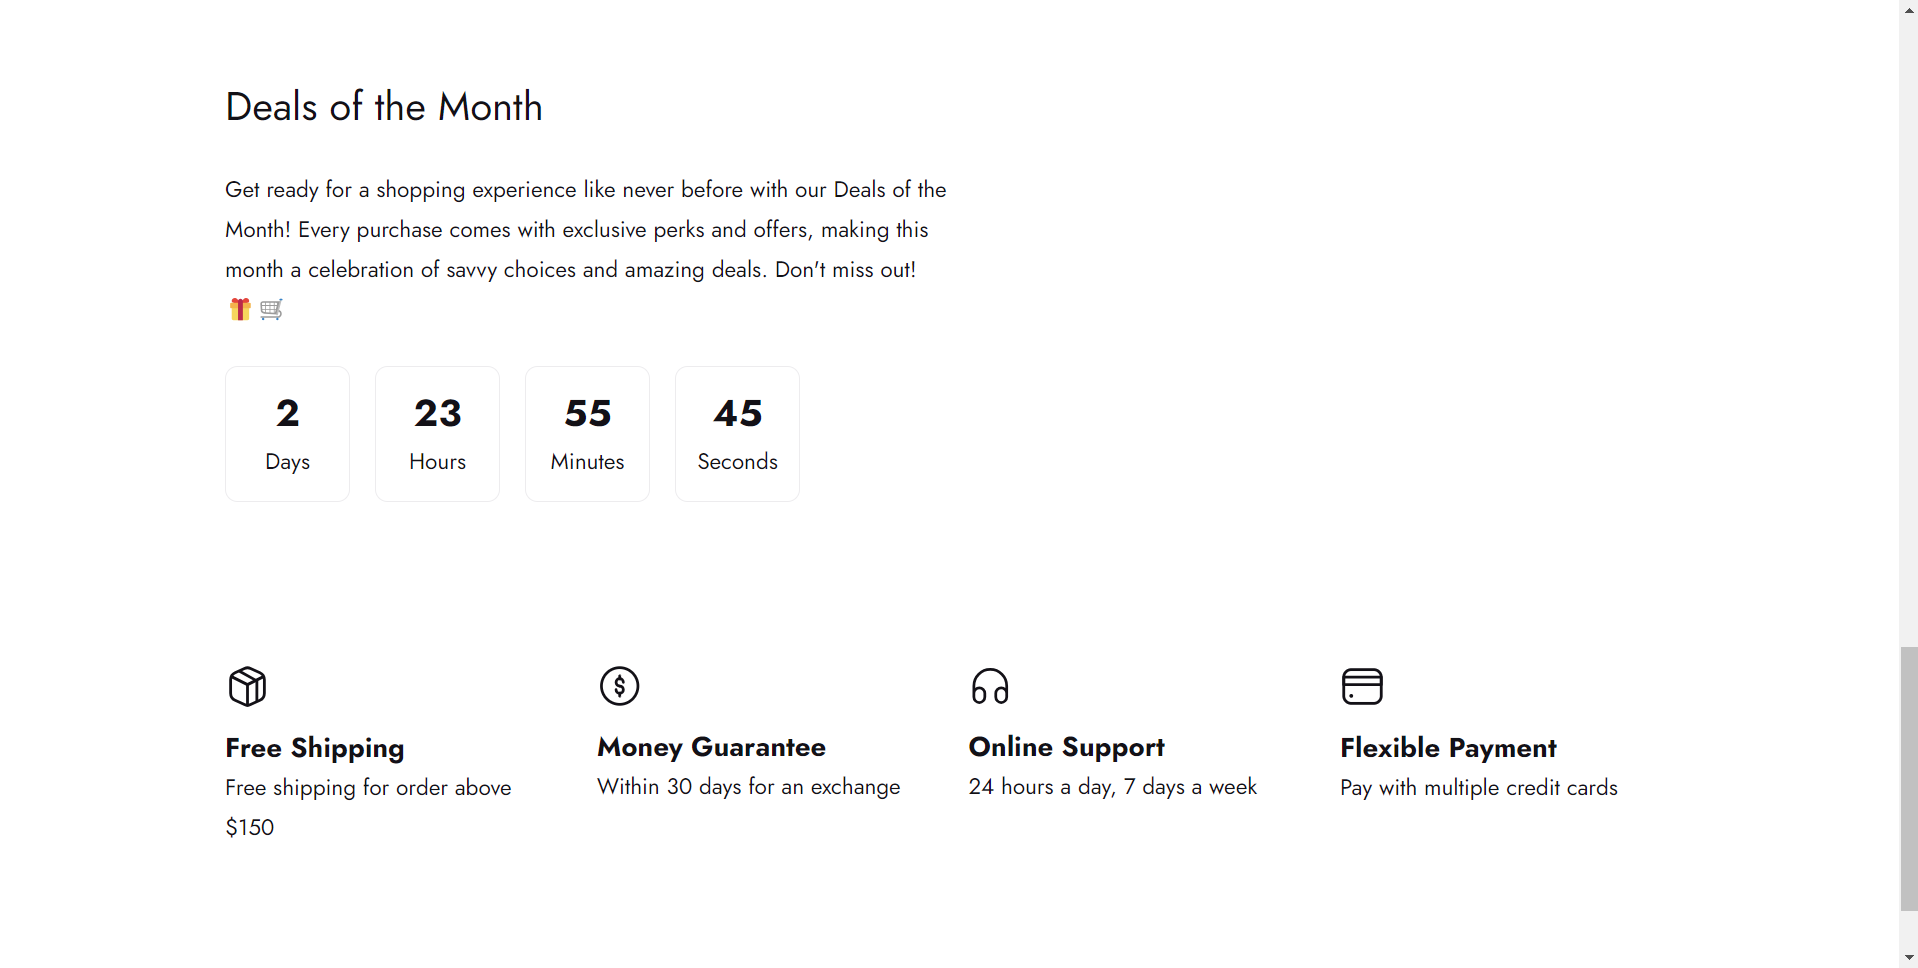 Deals of the Month
Get ready for a shopping experience like never before with our Deals of the
Month! Every purchase comes with exclusive perks and offers, making this
month a celebration of savvy choices and amazing deals. Don't miss out!
🎁 🛒
2
Days
23
Hours
55
Minutes
45
Seconds
Free Shipping
Free shipping for order above
$150
Money Guarantee
Within 30 days for an exchange
Online Support
24 hours a day, 7 days a week
Flexible Payment
Pay with multiple credit cards